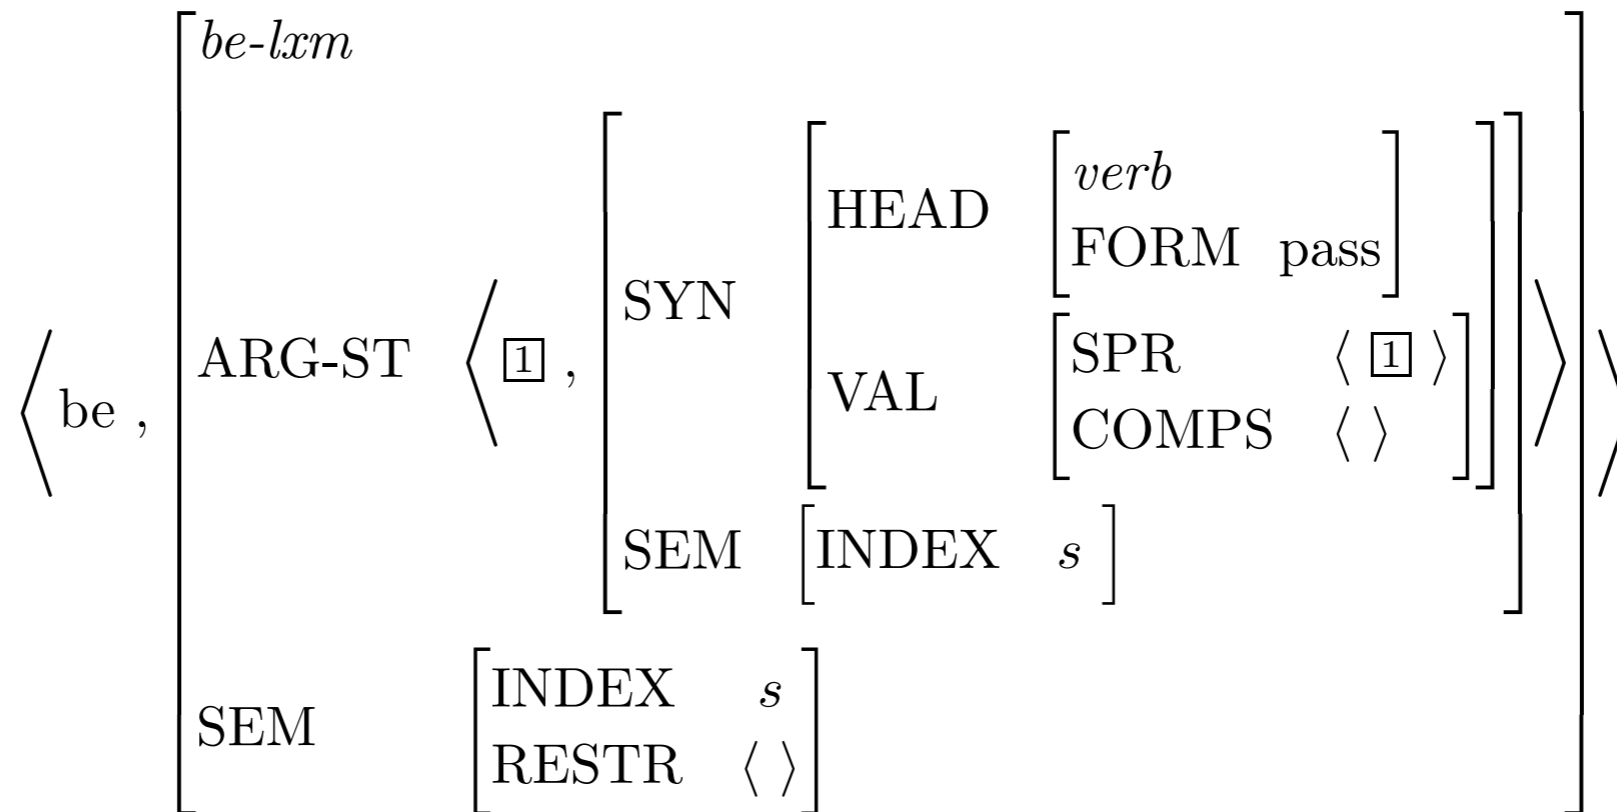 be-lxm
verb
HEAD
FORM pass
SYN
SPR ⟨ 1 ⟩
ARG-ST ⟨ 1 ,
VAL
⟨ be ,
COMPS ⟨ ⟩
SEM [INDEX s ]
INDEX s
SEM
RESTR ⟨ ⟩